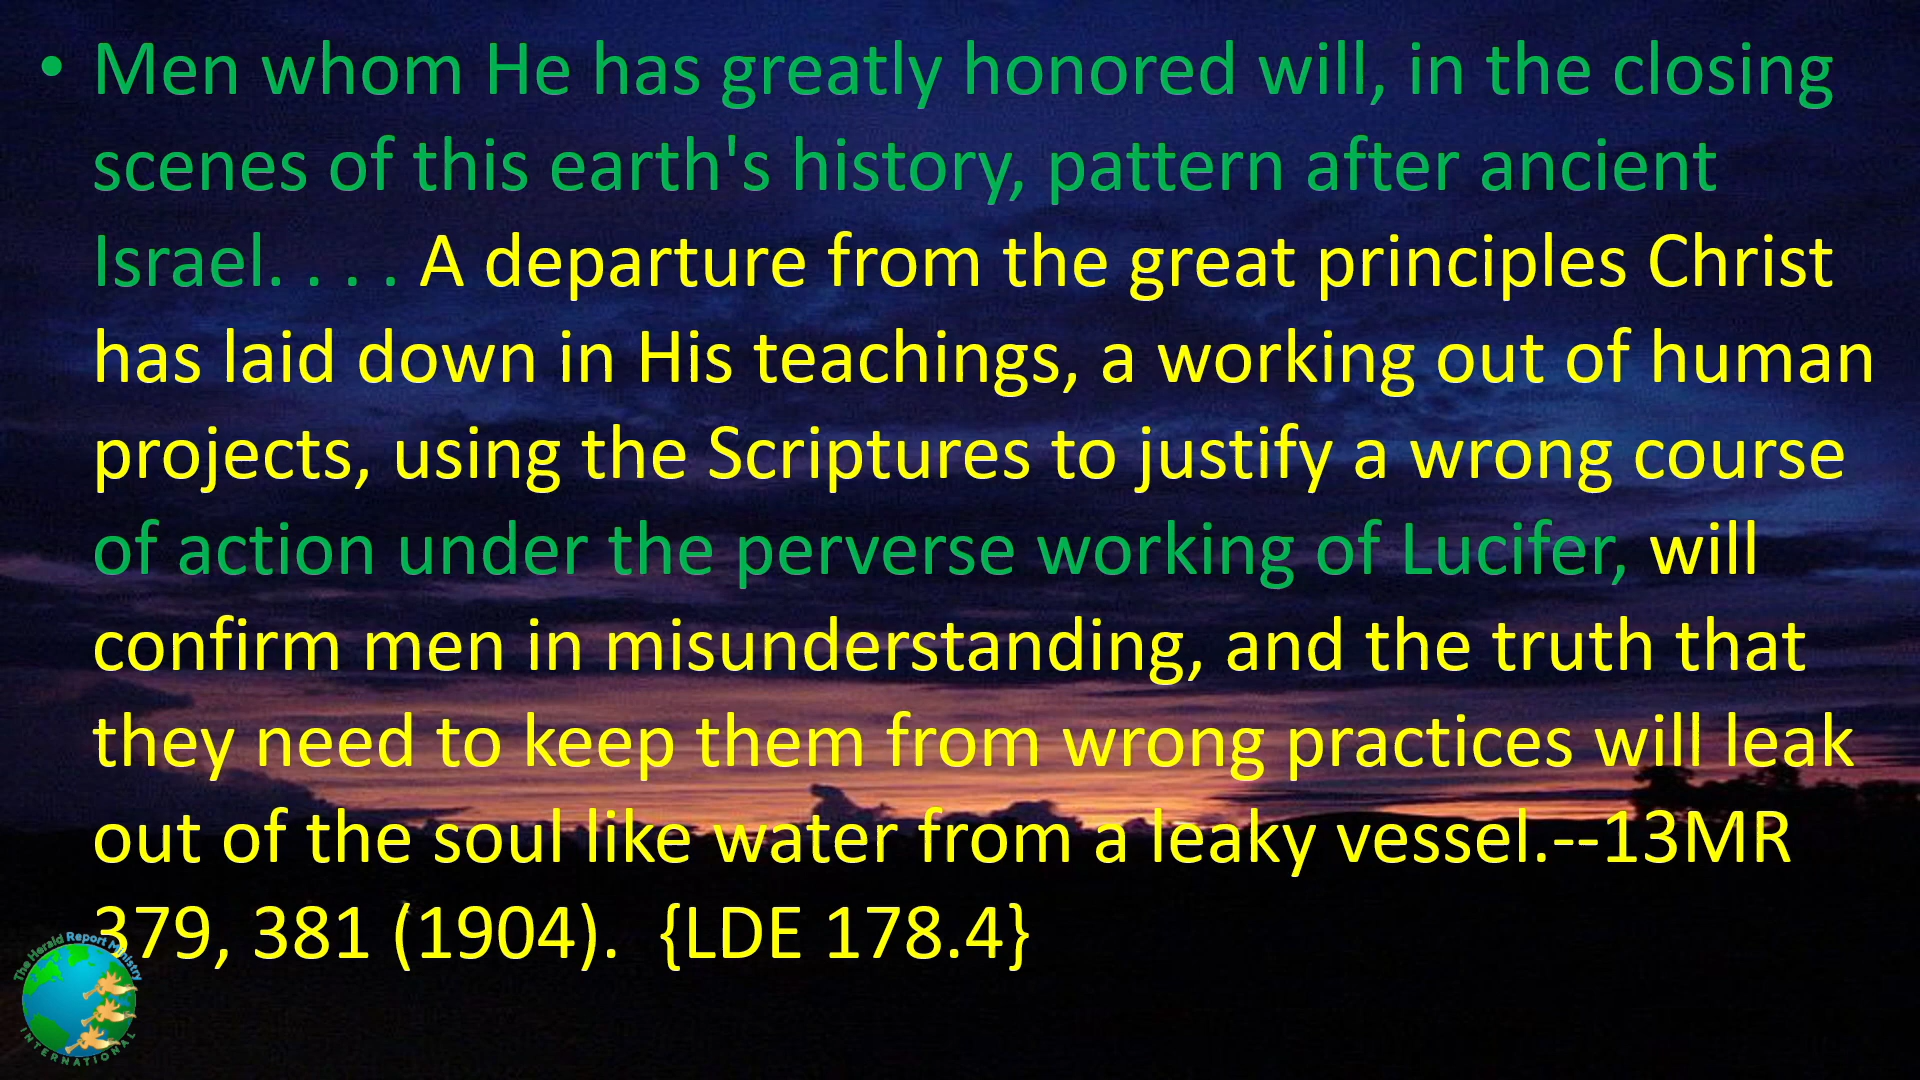 • Men whom He has greatly honored will, in the closing
scenes of this earth's history, pattern after ancient
Israel. . . . A departure from the great principles Christ
has laid down in His teachings, a working out of human
projects, using the Scriptures to justify a wrong course
of action under the perverse working of Lucifer, will
confirm men in misunderstanding, and the truth that
they need to keep them from wrong practices will leak
out of the soul like water from a leaky vessel.--13MR
379, 381 (1904).  {LDE 178.4}
The Herald Report Ministry
INTERNATIONAL